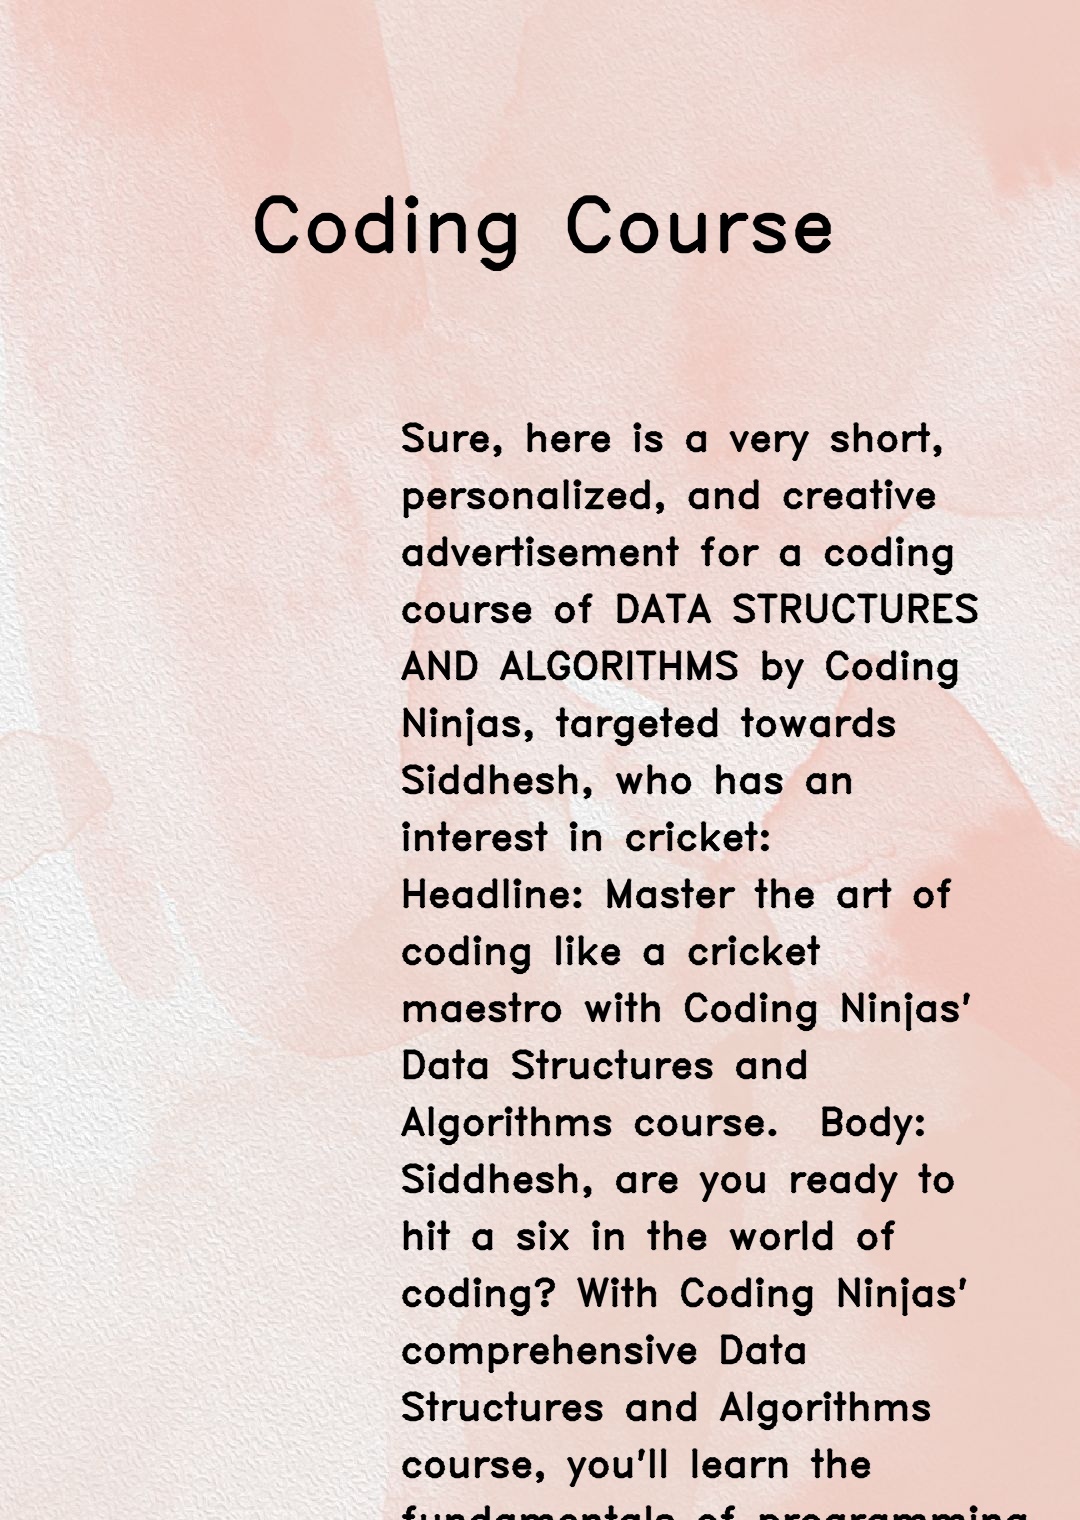 Coding Course
Sure, here is a very short,
personalized, and creative
advertisement for a coding
course of DATA STRUCTURES
AND ALGORITHMS by Coding
Ninjas, targeted towards
Siddhesh, who has an
interest in cricket:
Headline: Master the art of
coding like a cricket
maestro with Coding Ninjas'
Data Structures and
Algorithms course.  Body:
Siddhesh, are you ready to
hit a six in the world of
coding? With Coding Ninjas'
comprehensive Data
Structures and Algorithms
course, you'll learn the
fundamentals of programming